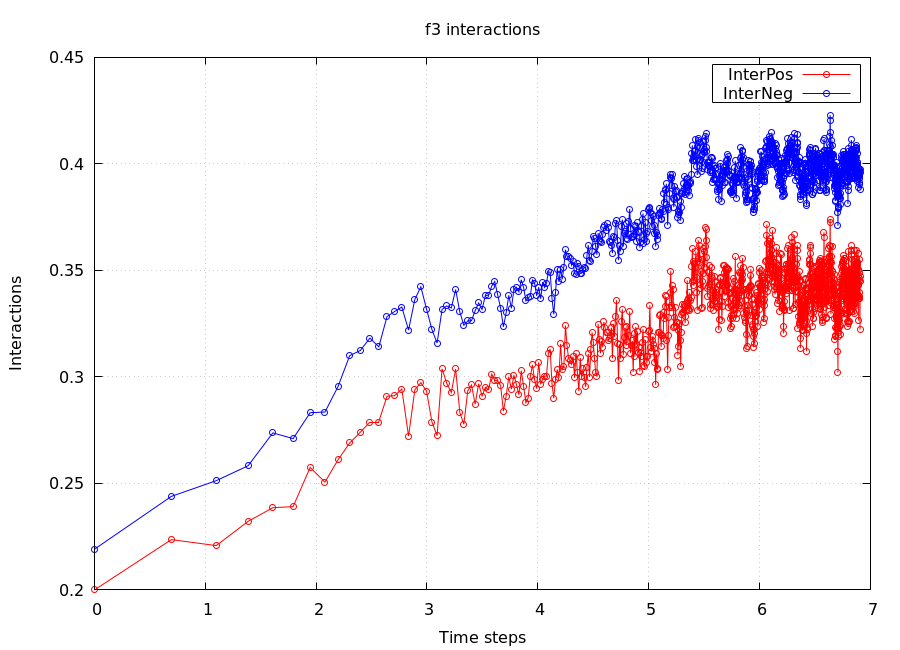 f3 interactions
0.45
InterPos
InterNeg
0.4
0.35
Interactions
0.3
0.25
0.2
0 1 2 3 4 5 6 7
Time steps